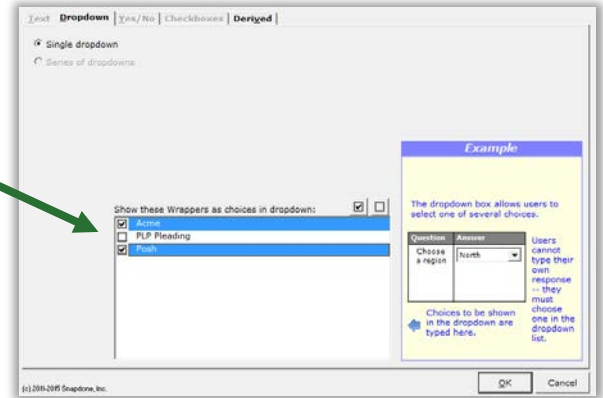 Text Dropdown Yes/No Checkboxes Derived
Single dropdown
Series of dropdowns
Show these Wrappers as choices in dropdown:
Acme
PLP Pleading
Posh
Example
The dropdown box allows users to
select one of several choices.
Question Answer
Choose
a region
North
Users
cannot
type their
own
response
-- they
must
choose
one in the
dropdown
list.
Choices to be shown
in the dropdown are
typed here.
(c) 2011-2015 Snapdone, Inc.
OK Cancel